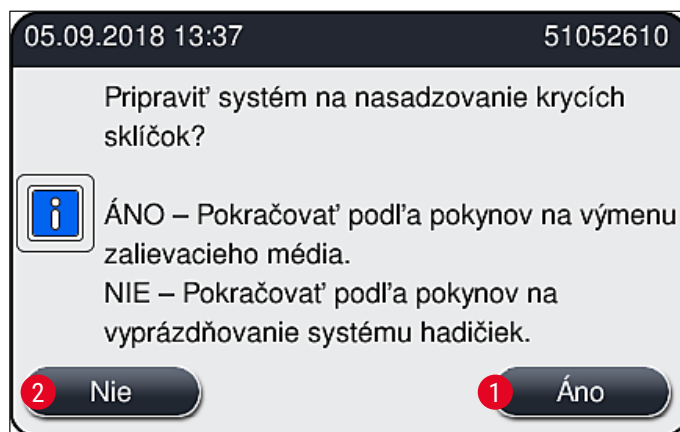 05.09.2018 13:37 51052610
Pripraviť systém na nasadzovanie krycích
sklíčok?
ÁNO – Pokračovať podľa pokynov na výmenu
zalievacieho média.
NIE – Pokračovať podľa pokynov na
vyprázdňovanie systému hadičiek.
2 Nie 1 Áno